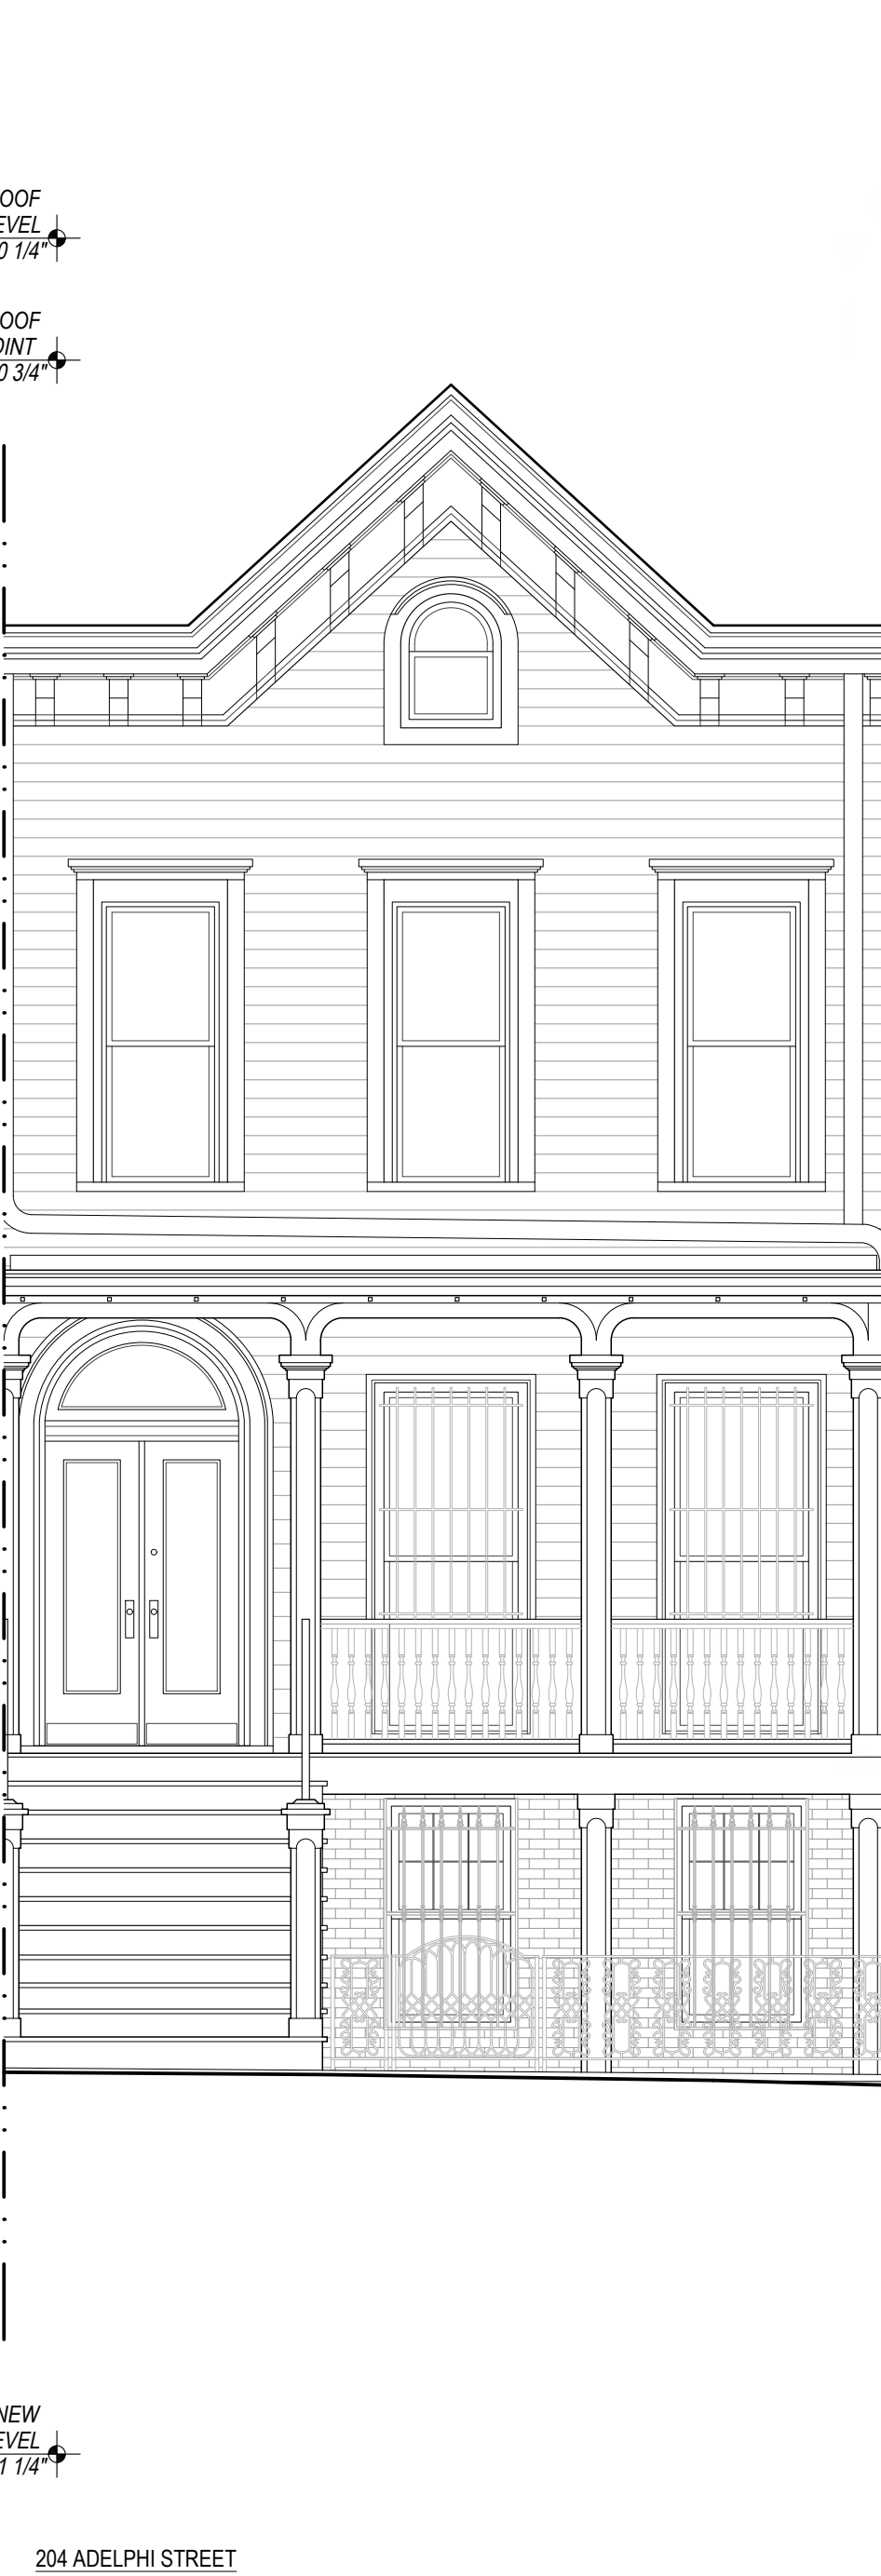 OOF
EVEL
0 1/4"
OOF
OINT
0 3/4"
NEW
EVEL
1 1/4"
204 ADELPHI STREET